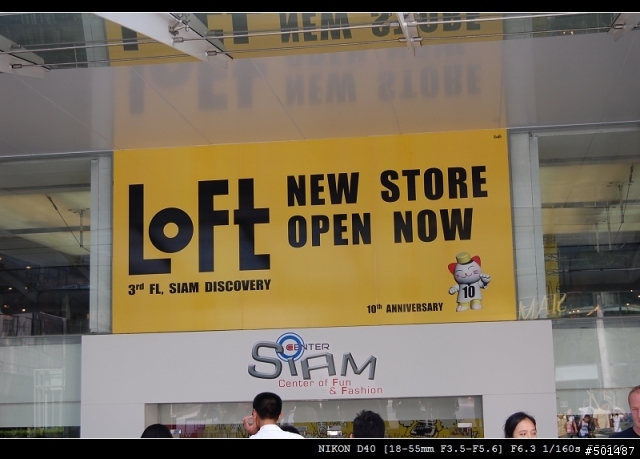 LoFt
NEW STORE
OPEN NOW
3rd FL, SIAM DISCOVERY
10th ANNIVERSARY
10
CENTER
SIAM
Center of Fun
& Fashion
NIKON D40 [18-55mm F3.5-F5.6] F6.3 1/160s
#501487